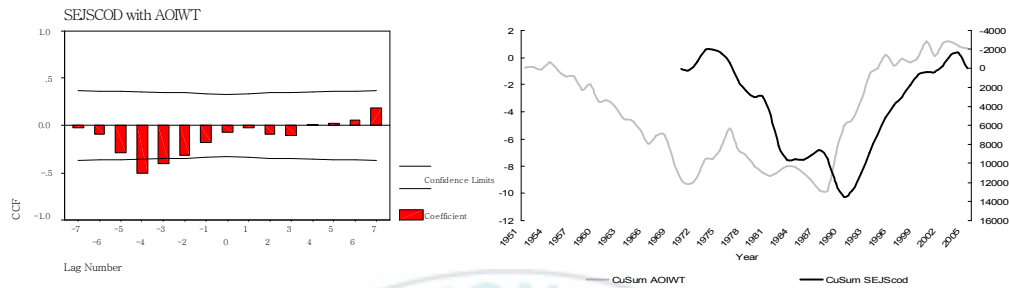 SEJSCOD with AOIWT
1.0
.5
0.0
-.5
-1.0
CCF
-7 -5 -3 -1 1 3 5 7
-6 -4 -2 0 2 4 6
Lag Number
Confidence Limits
Coefficient
2
0
-2
-4
-6
-8
-10
-12
-4000
-2000
0
2000
4000
6000
8000
10000
12000
14000
16000
1951 1954 1957 1960 1963 1966 1969 1972 1975 1978 1981 1984 1987 1990 1993 1996 1999 2002 2005
Year
CuSum AOIWT CuSum SEJScod